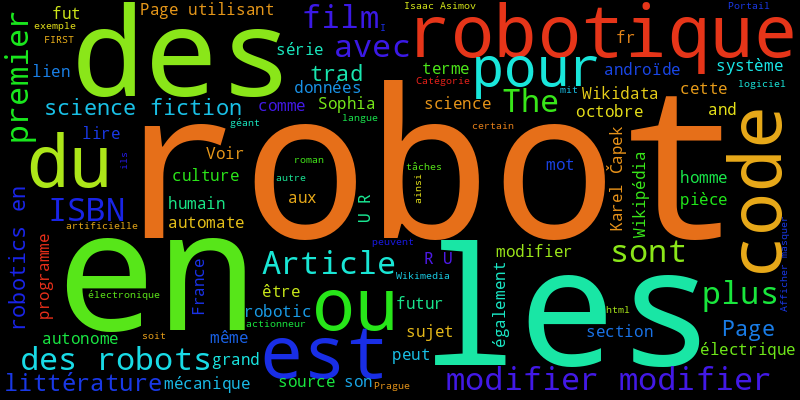 Isaac Asimov
Portail
fut
Page utilisant
film
I
exemple
FIRST
des
robotique
premier
série
avec
fr
lien
trad
données
terme
Catégorie
pour
androïde
système
logiciel
science fiction
comme
Sophia
langue
science
The
mit
Wikidata
octobre
cette
and
code
géant
certain
lire
du
robot
Voir
ils
roman
autre
tâches
ainsi
mot
Karel Čapek
Wikipédia
homme
pièce
culture
humain
aux
U R
ISBN
automate
artificielle
robotics en
en
peuvent
R U
modifier
sont
les
Afficher masquer
programme
France
Article
Wikimedia
également
électronique
être
ou
futur
plus
html
robotic
actionneur
sujet
section
Page
autonome
soit
même
est
peut
électrique
des robots
grand
littérature
mécanique
source
son
Prague
modifier modifier